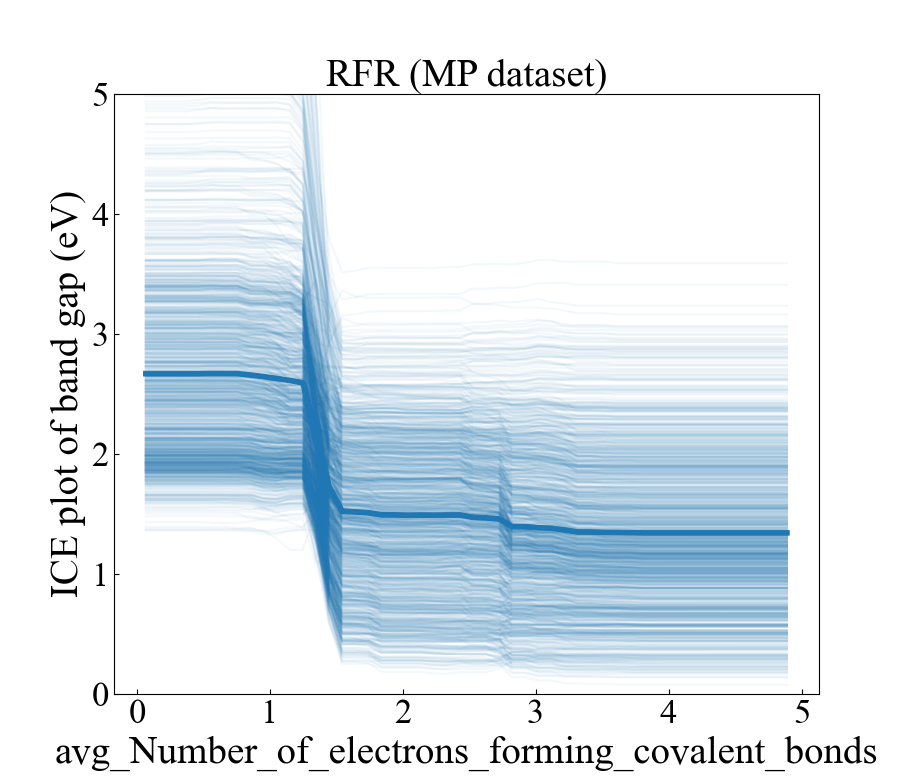 RFR (MP dataset)
ICE plot of band gap (eV)
5
4
3
2
1
0
0 1 2 3 4 5
avg_Number_of_electrons_forming_covalent_bonds